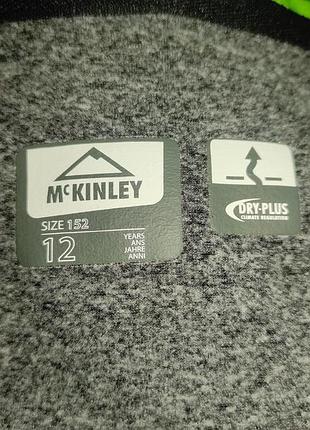 McKINLEY
SIZE 152
12 YEARS
ANS
JAHRE
ANNI
DRY-PLUS
CLIMATE REGULATION